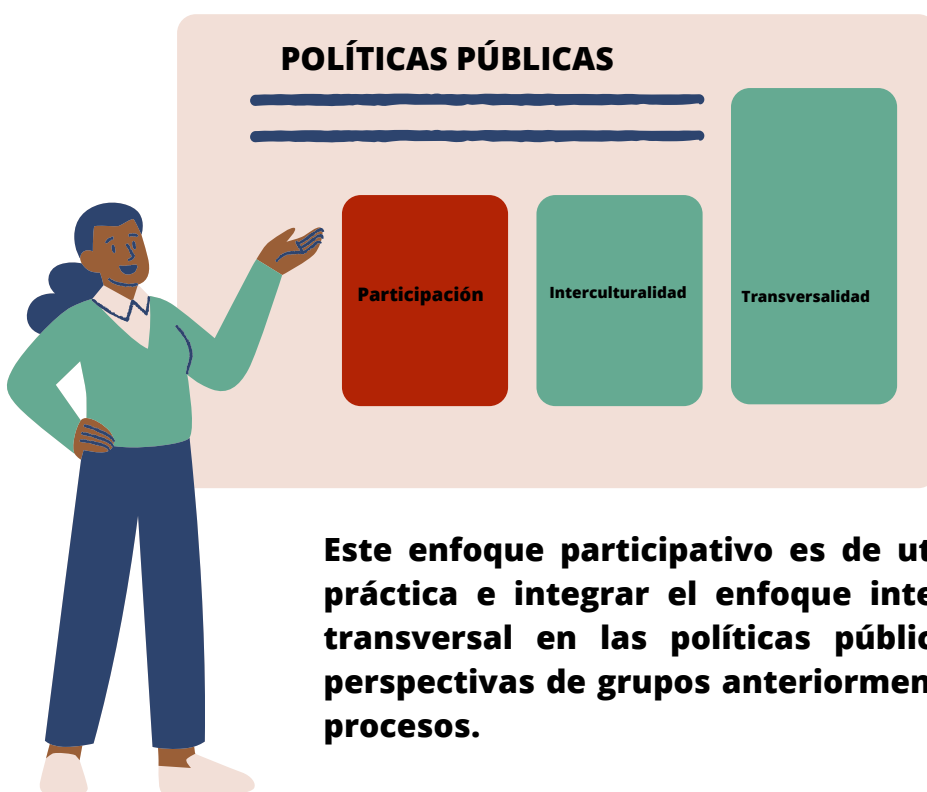 POLÍTICAS PÚBLICAS
Participación
Interculturalidad
Transversalidad
Este enfoque participativo es de
práctica e integrar el enfoque
transversal en las políticas
perspectivas de grupos
procesos.